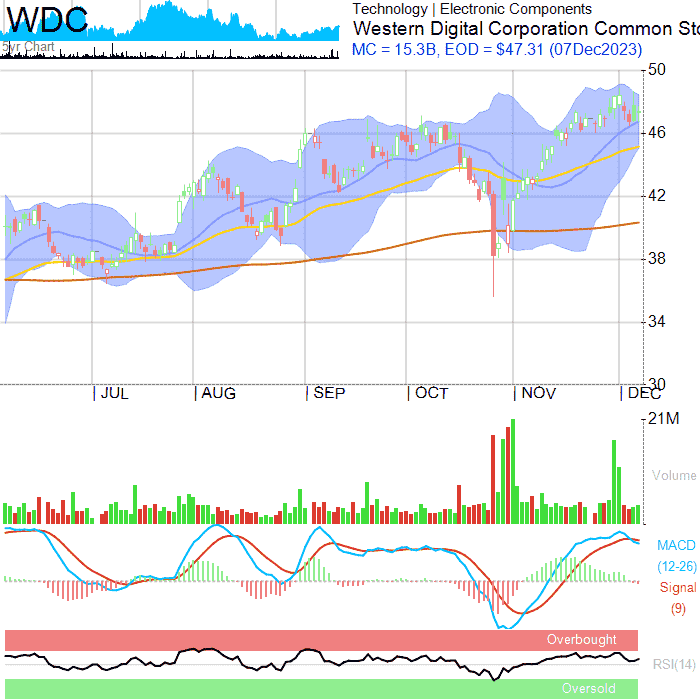 WDC
5yr Chart
Technology | Electronic Components
Western Digital Corporation Common Sto
MC = 15.3B, EOD = $47.31 (07Dec2023)
50
46
42
38
34
30
JUL AUG SEP OCT NOV DEC
21M
Volume
MACD
(12-26)
Signal
(9)
Overbought
RSI(14)
Oversold